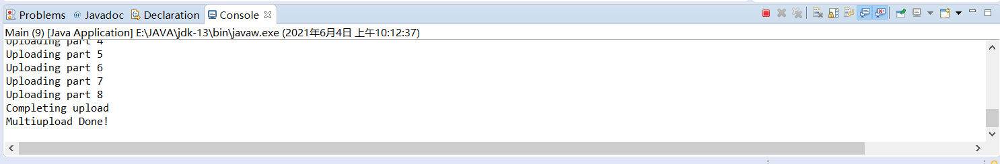 Problems @ Javadoc Declaration Console
Main (9) [Java Application] E:\JAVA\jdk-13\bin\javaw.exe (2021年6月4日 上午10:12:37)
Uploading part 4
Uploading part 5
Uploading part 6
Uploading part 7
Uploading part 8
Completing upload
Multiupload Done!